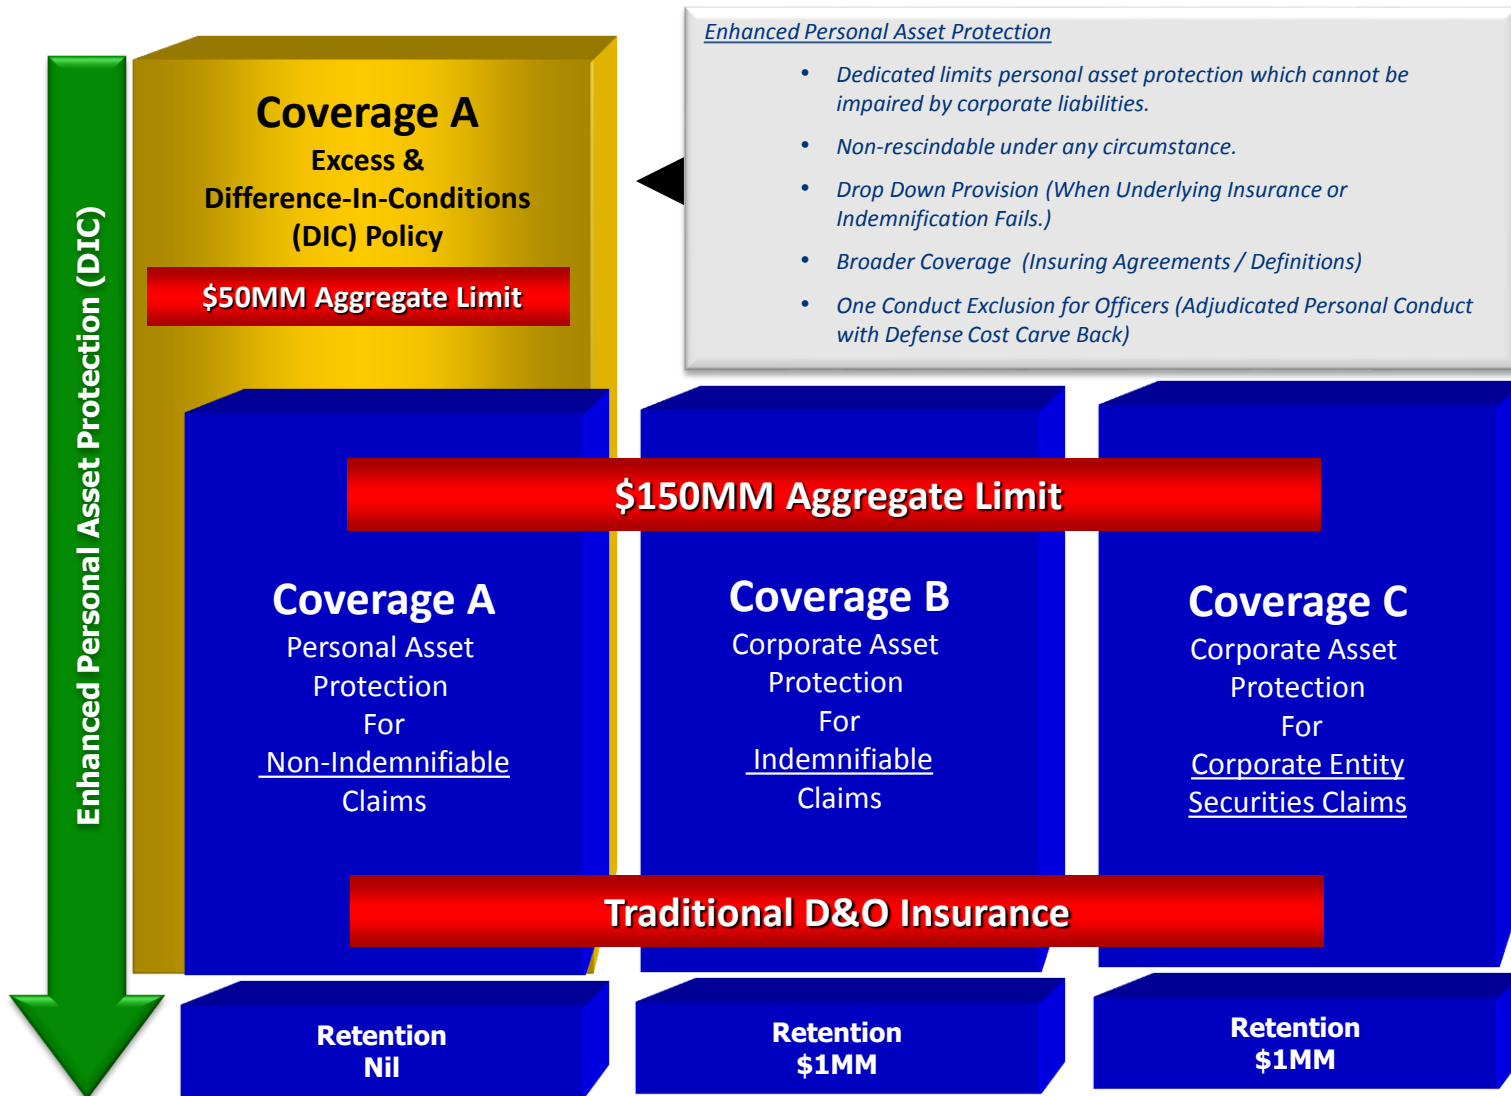 Enhanced Personal Asset Protection (DIC)
Coverage A
Excess &
Difference-In-Conditions
(DIC) Policy
$50MM Aggregate Limit
Enhanced Personal Asset Protection
• Dedicated limits personal asset protection which cannot be
impaired by corporate liabilities.
• Non-rescindable under any circumstance.
• Drop Down Provision (When Underlying Insurance or
Indemnification Fails.)
• Broader Coverage (Insuring Agreements / Definitions)
• One Conduct Exclusion for Officers (Adjudicated Personal Conduct
with Defense Cost Carve Back)
$150MM Aggregate Limit
Coverage A
Personal Asset
Protection
For
Non-Indemnifiable
Claims
Coverage B
Corporate Asset
Protection
For
Indemnifiable
Claims
Coverage C
Corporate Asset
Protection
For
Corporate Entity
Securities Claims
Traditional D&O Insurance
Retention
Nil
Retention
$1MM
Retention
$1MM